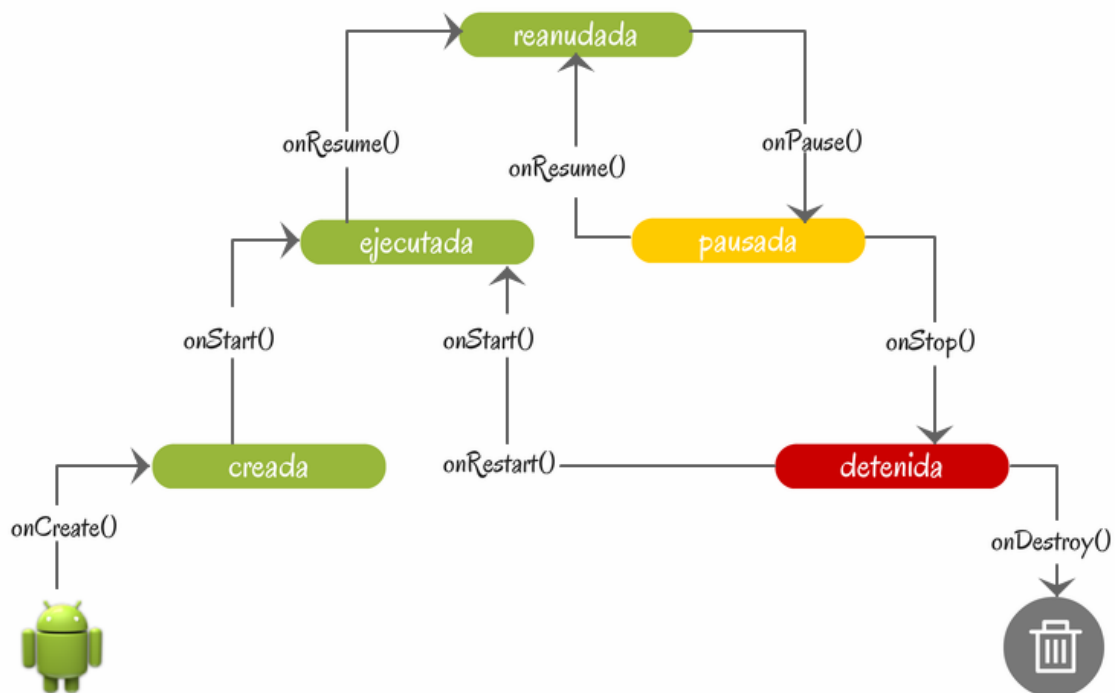 reanudada
onResume()
onResume()
onPause()
ejecutada
pausada
onStart()
onStart()
onStop()
creada
onRestart()
detenida
onCreate()
onDestroy()